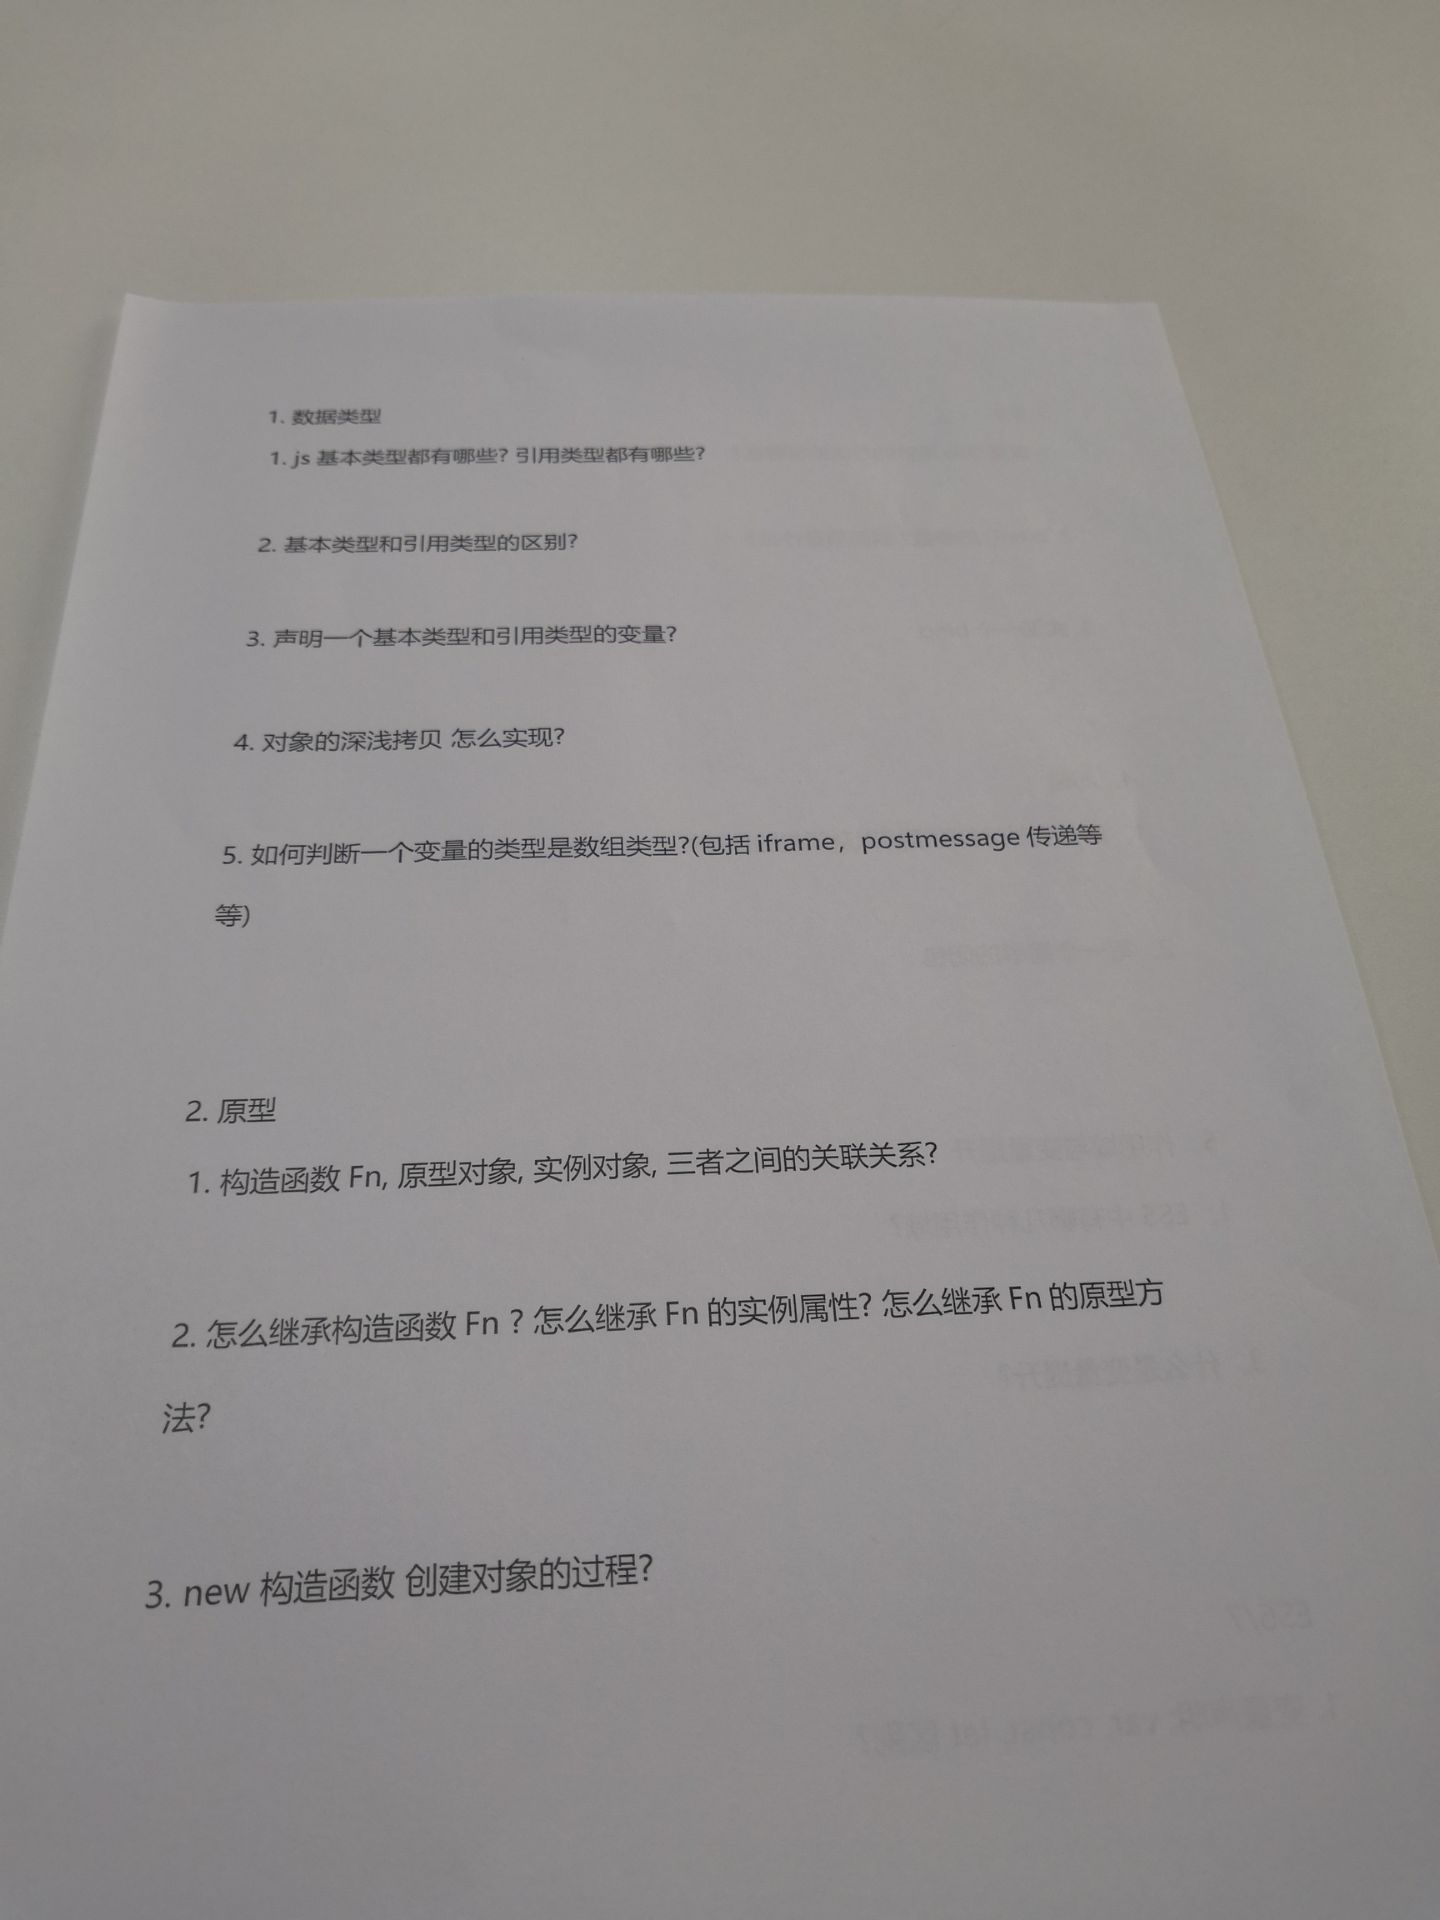 1. 数据类型
1. js 基本类型都有哪些? 引用类型都有哪些?
2. 基本类型和引用类型的区别?
3. 声明一个基本类型和引用类型的变量?
4. 对象的深浅拷贝 怎么实现?
5. 如何判断一个变量的类型是数组类型?(包括 iframe，postmessage 传递等
等)
2. 原型
1. 构造函数 Fn, 原型对象, 实例对象, 三者之间的关联关系?
2. 怎么继承构造函数 Fn ? 怎么继承 Fn 的实例属性? 怎么继承 Fn 的原型方
法?
3. new 构造函数 创建对象的过程?